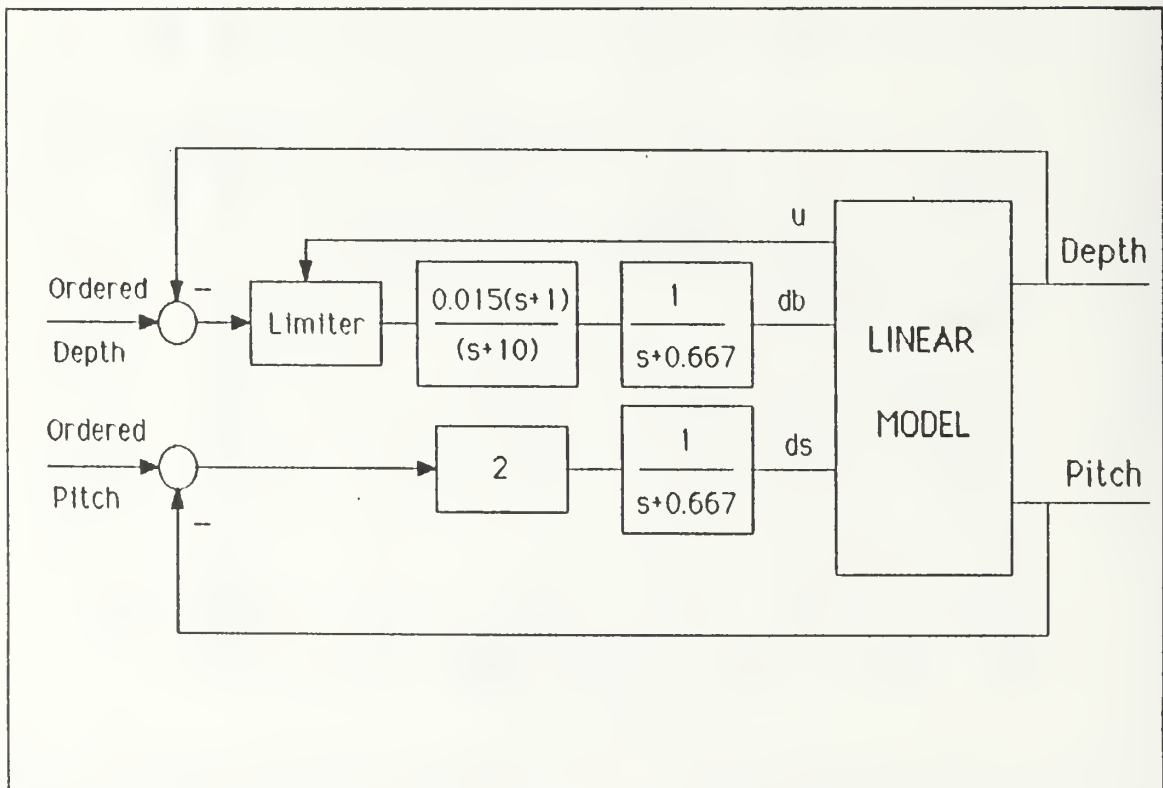 u
Depth
Ordered
Depth
−
Limiter
0.015(s+1)
(s+10)
1
s+0.667
db
LINEAR
MODEL
Ordered
Pitch
−
2
1
s+0.667
ds
Pitch